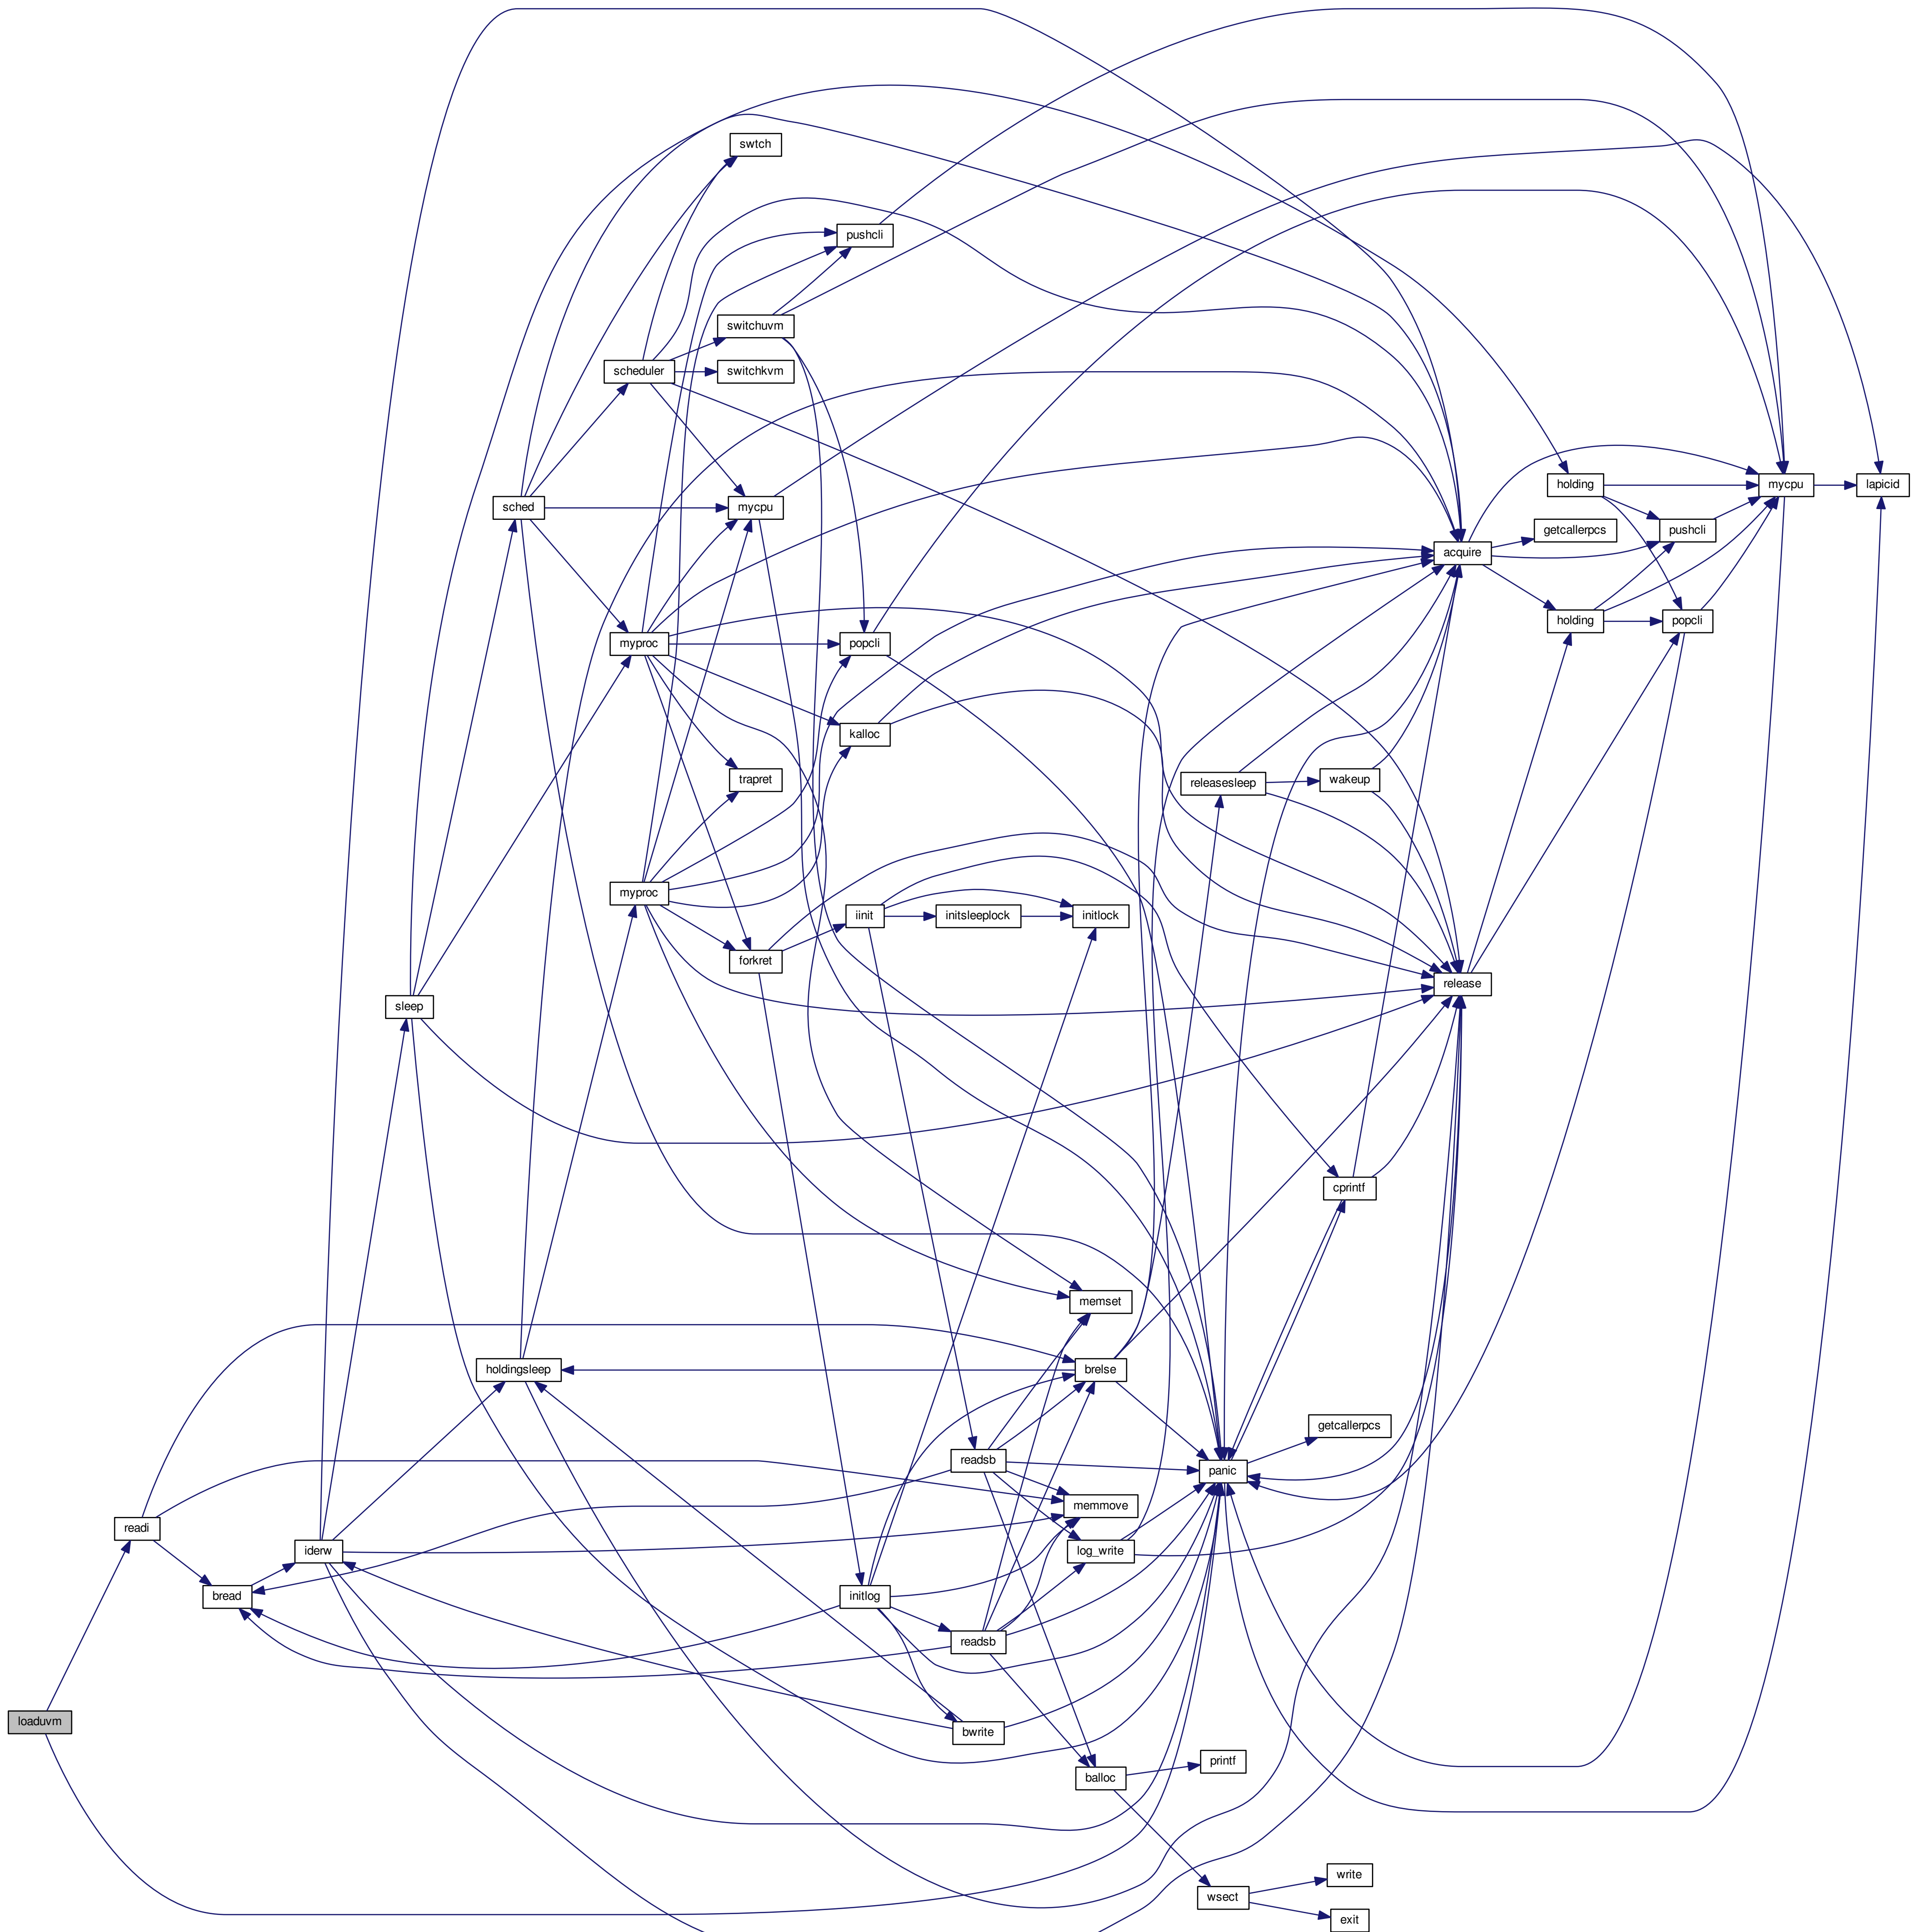 swtch
pushcli
switchuvm
scheduler
switchkvm
holding
mycpu
lapicid
sched
mycpu
pushcli
getcallerpcs
acquire
holding
popcli
myproc
popcli
kalloc
trapret
releasesleep
wakeup
myproc
iinit
initsleeplock
initlock
forkret
release
sleep
cprintf
memset
holdingsleep
brelse
getcallerpcs
readsb
panic
memmove
readi
iderw
log_write
bread
initlog
readsb
loaduvm
bwrite
printf
balloc
write
wsect
exit